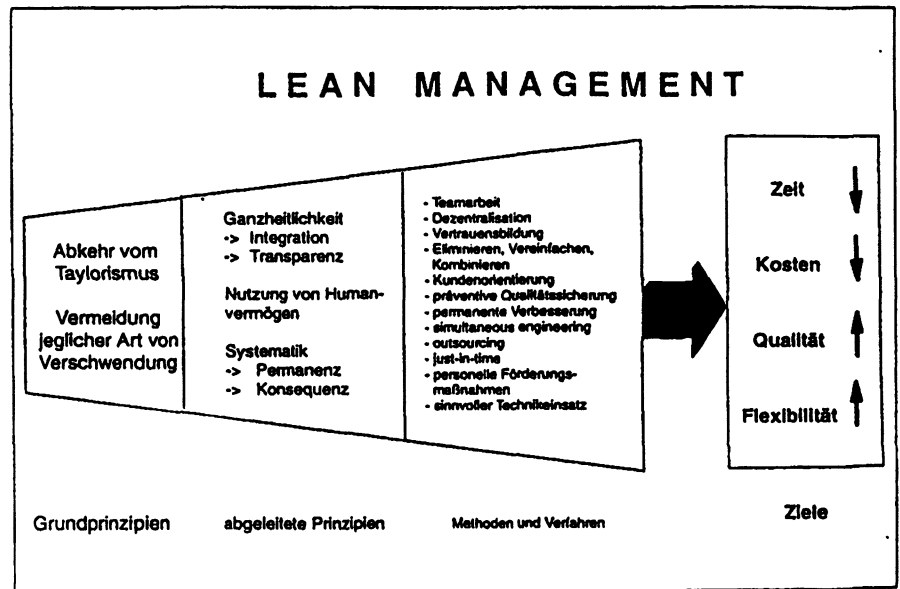 LEAN MANAGEMENT
Abkehr vom
Taylorismus
Vermeidung
jeglicher Art von
Verschwendung
Ganzheitlichkeit
-> Integration
-> Transparenz
Nutzung von Human-
vermögen
Systematik
-> Permanenz
-> Konsequenz
- Teamarbeit
- Dezentralisation
- Vertrauensbildung
- Eliminieren, Vereinfachen,
Kombinieren
- Kundenorientierung
- präventive Qualitätssicherung
- permanente Verbesserung
- simultaneous engineering
- outsourcing
- just-in-time
- personelle Förderungs-
maßnahmen
- sinnvoller Technikeinsatz
Zeit
Kosten
Qualität
Flexibilität
Grundprinzipien
abgeleitete Prinzipien
Methoden und Verfahren
Ziele